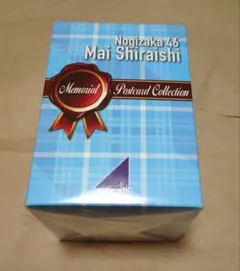 Nogizaka 46
Mai Shiraishi
Memorial Postcard Collection